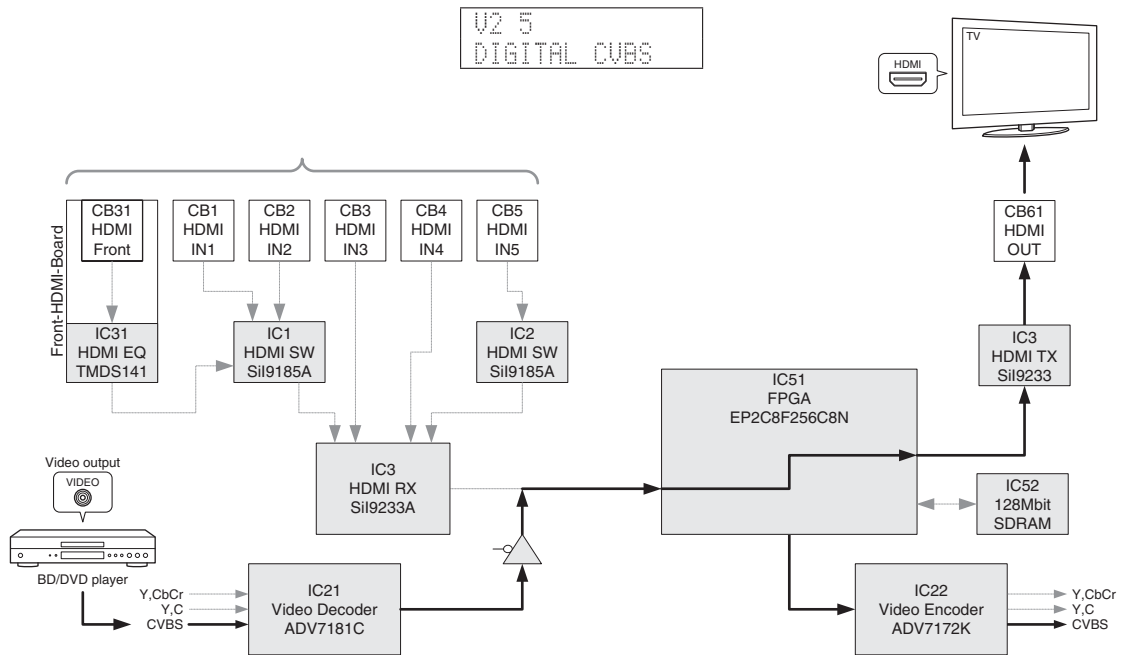 V2 5
DIGITAL CVBS
TV
HDMI
Front-HDMI-Board
CB31
HDMI
Front
CB1
HDMI
IN1
CB2
HDMI
IN2
CB3
HDMI
IN3
CB4
HDMI
IN4
CB5
HDMI
IN5
CB61
HDMI
OUT
IC31
HDMI EQ
TMDS141
IC1
HDMI SW
SiI9185A
IC2
HDMI SW
SiI9185A
IC3
HDMI TX
SiI9233
IC51
FPGA
EP2C8F256C8N
IC3
HDMI RX
SiI9233A
IC52
128Mbit
SDRAM
Video output
VIDEO
BD/DVD player
Y,CbCr
Y,C
CVBS
IC21
Video Decoder
ADV7181C
IC22
Video Encoder
ADV7172K
Y,CbCr
Y,C
CVBS